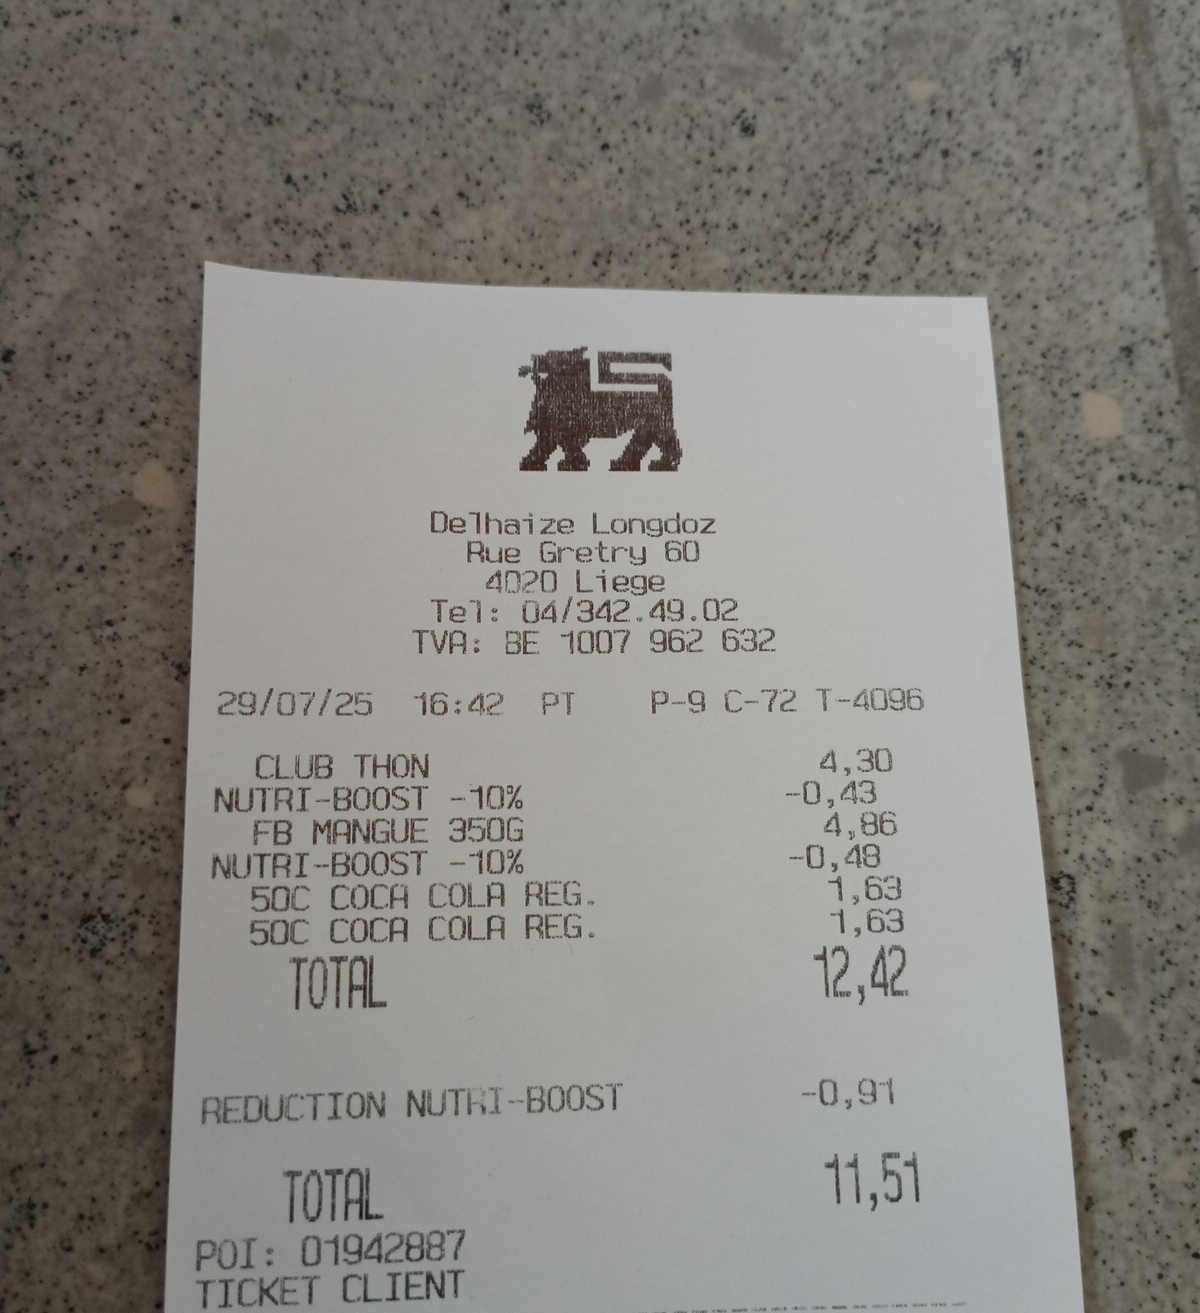 Delhaize Longdoz
Rue Gretry 60
4020 Liege
Tel: 04/342.49.02
TVA: BE 1007 962 632
29/07/25 16:42 PT P-9 C-72 T-4096
CLUB THON 4,30
NUTRI-BOOST -10% -0,43
FB MANGUE 350G 4,86
NUTRI-BOOST -10% -0,48
50C COCA COLA REG. 1,63
50C COCA COLA REG. 1,63
TOTAL 12,42
REDUCTION NUTRI-BOOST -0,91
TOTAL 11,51
POI: 01942887
TICKET CLIENT